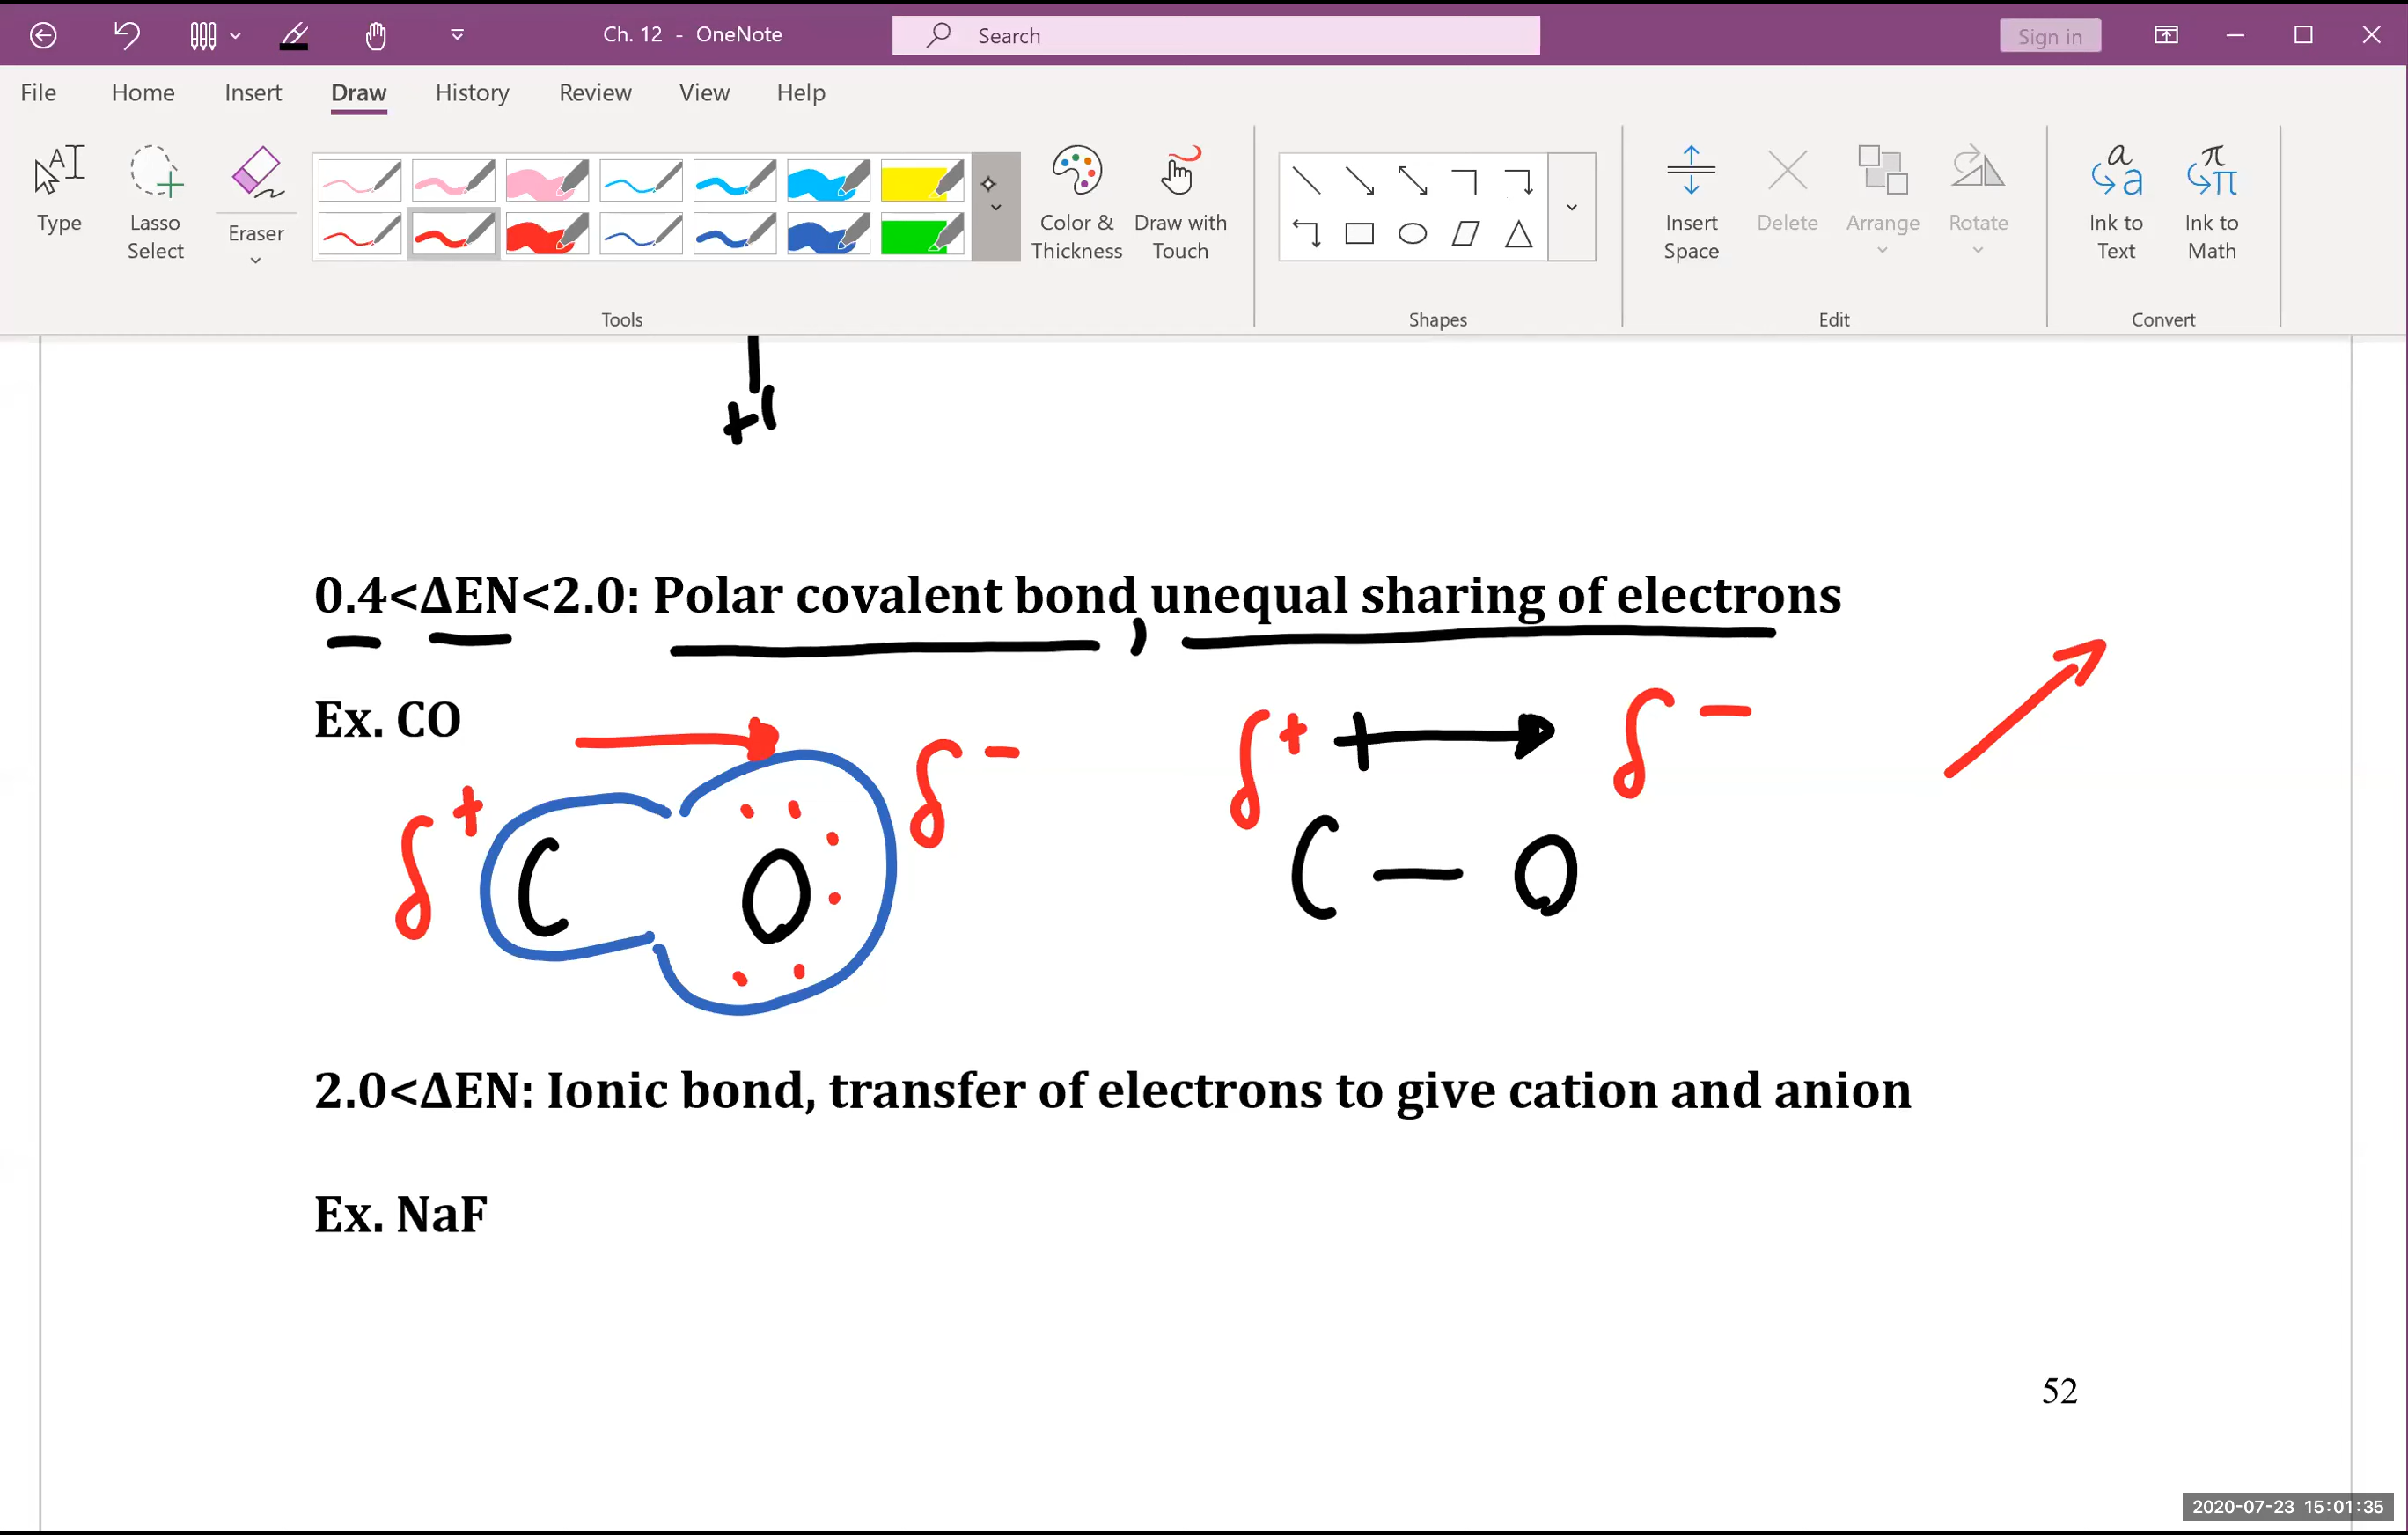 Ch. 12 - OneNote
Search
Sign in
File Home Insert Draw History Review View Help
Type
Lasso Select
Eraser
Color & Thickness
Draw with Touch
Insert Space
Delete
Arrange
Rotate
Ink to Text
Ink to Math
Tools
Shapes
Edit
Convert
+1
0.4<ΔEN<2.0: Polar covalent bond, unequal sharing of electrons
Ex. CO
δ+ C O δ-
δ+ δ-
C - O
2.0<ΔEN: Ionic bond, transfer of electrons to give cation and anion
Ex. NaF
52
2020-07-23 15:01:35